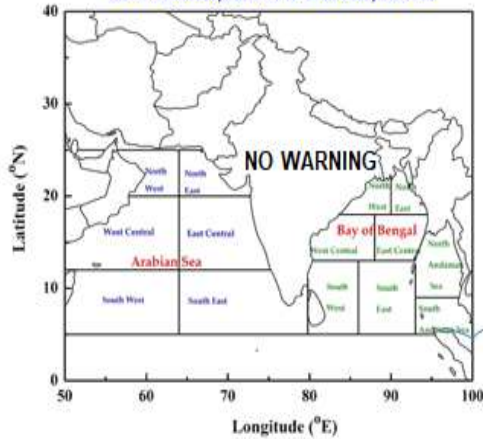 40
30
20
10
0
Latitude (°N)
NO WARNING
North West
North East
North West
North East
West Central
East Central
Arabian Sea
Bay of Bengal
West Central
East Central
North Andaman Sea
South West
South East
South West
South East
South Andaman Sea
50
60
70
80
90
100
Longitude (°E)